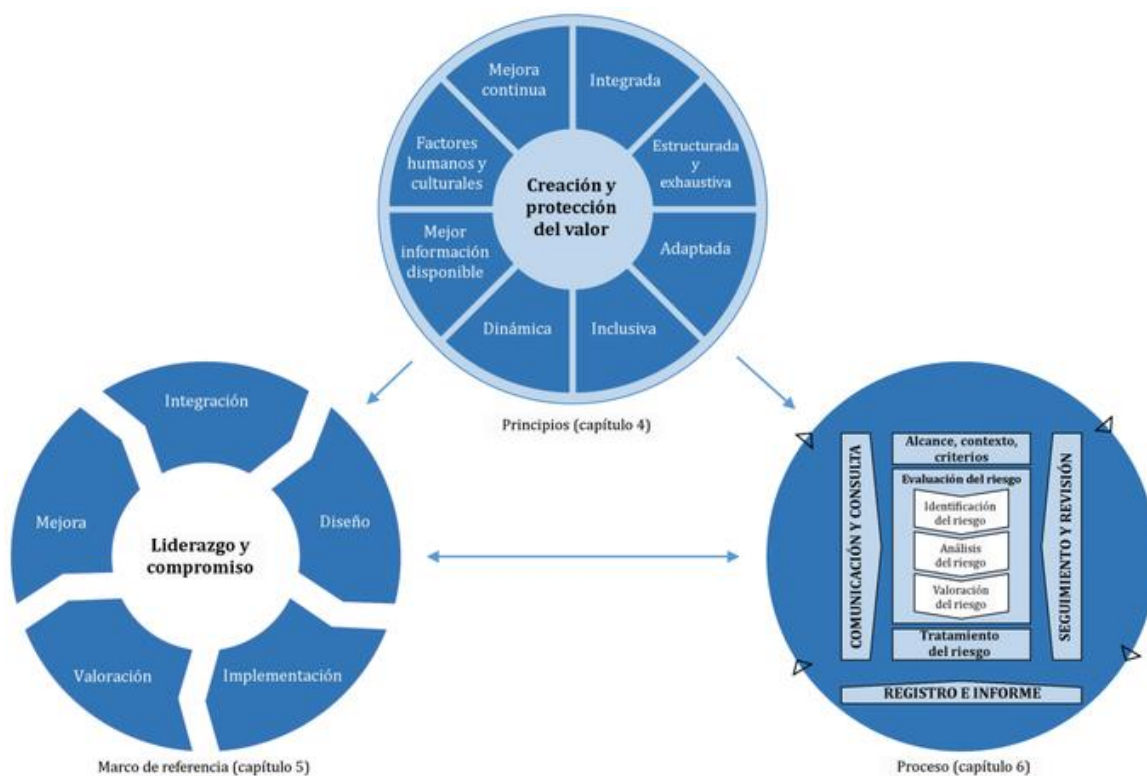 Mejora
continua
Integrada
Factores
humanos y
culturales
Estructurada
y
exhaustiva
Creación y
protección
del valor
Mejor
información
disponible
Adaptada
Dinámica
Inclusiva
Principios (capítulo 4)
Integración
Mejora
Diseño
Liderazgo y
compromiso
Valoración
Implementación
Marco de referencia (capítulo 5)
COMUNICACIÓN Y CONSULTA
Alcance, contexto,
criterios
Evaluación del riesgo
Identificación
del riesgo
Análisis
del riesgo
Valoración
del riesgo
Tratamiento
del riesgo
SEGUIMIENTO Y REVISIÓN
REGISTRO E INFORME
Proceso (capítulo 6)